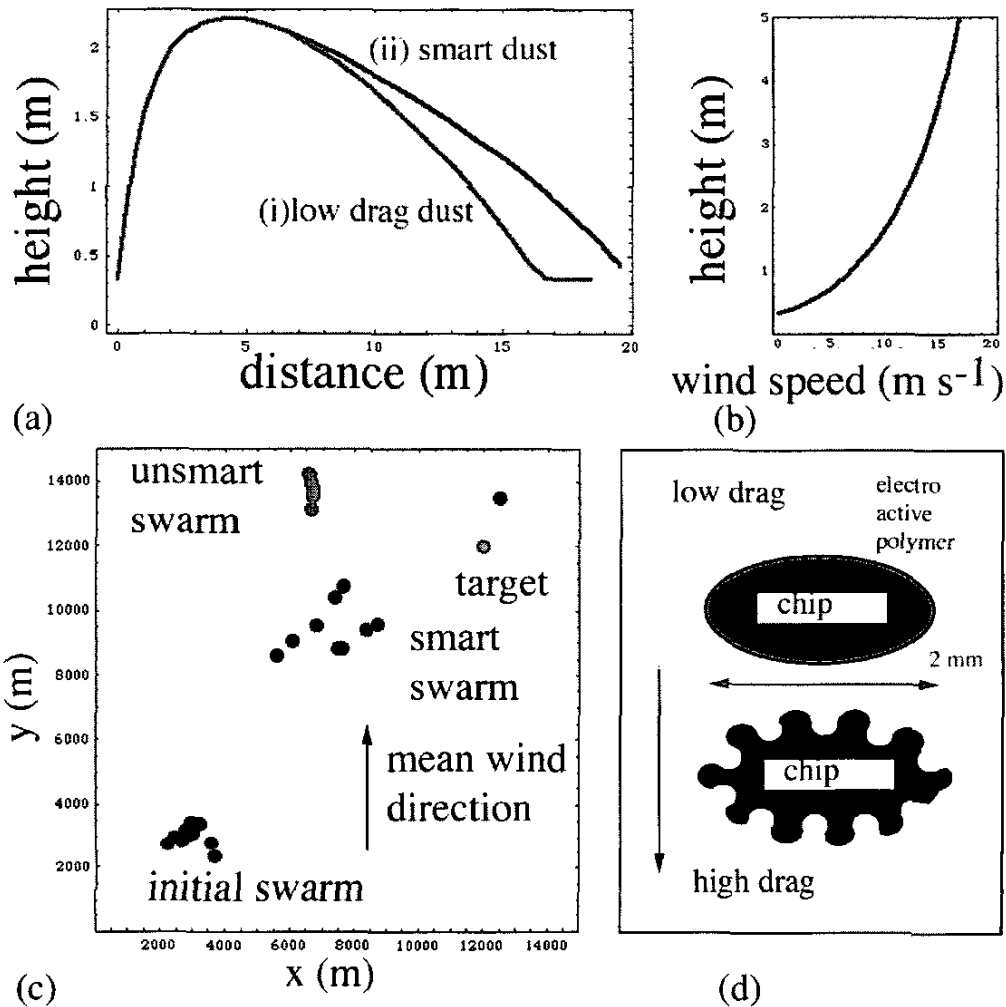 height (m)
2
1.5
1
0.5
0
(ii) smart dust
(i)low drag dust
0
5
10
15
20
distance (m)
(a)
height (m)
5
4
3
2
1
0
5
10
15
20
wind speed (m s-1)
(b)
y (m)
14000
12000
10000
8000
6000
4000
2000
unsmart
swarm
target
smart
swarm
mean wind
direction
initial swarm
2000
4000
6000
8000
10000
12000
14000
x (m)
(c)
low drag
electro
active
polymer
chip
2 mm
chip
high drag
(d)